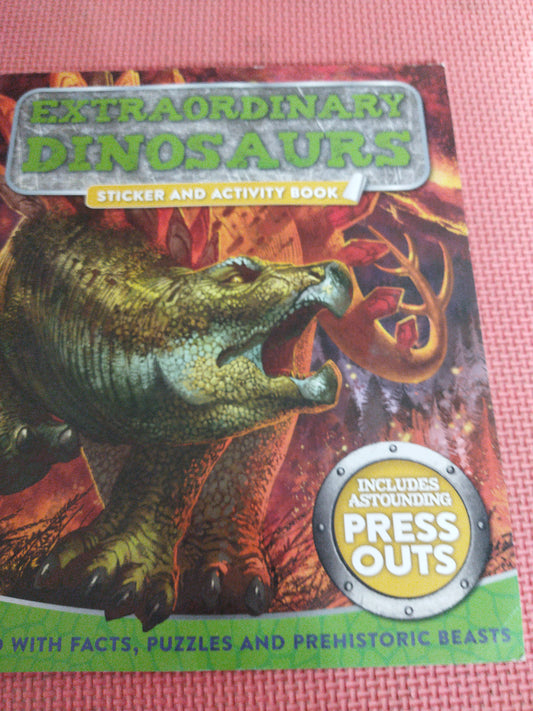 EXTRAORDINARY
DINOSAURS
STICKER AND ACTIVITY BOOK
INCLUDES
ASTOUNDING
PRESS
OUTS
WITH FACTS, PUZZLES AND PREHISTORIC BEASTS